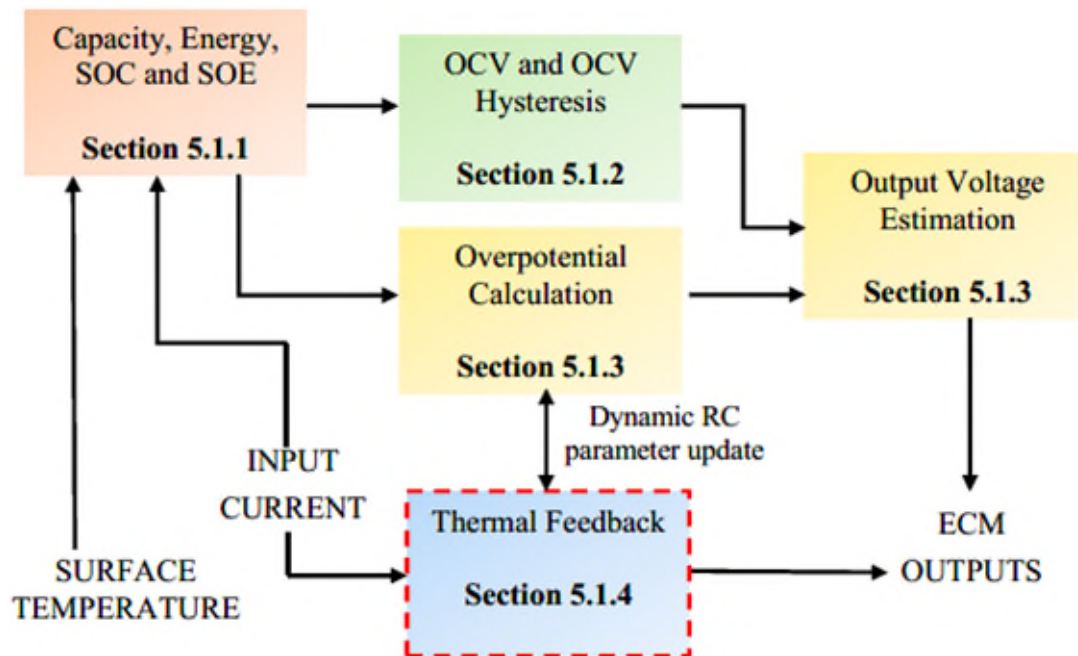 Capacity, Energy,
SOC and SOE
Section 5.1.1
OCV and OCV
Hysteresis
Section 5.1.2
Output Voltage
Estimation
Section 5.1.3
Overpotential
Calculation
Section 5.1.3
Dynamic RC
parameter update
INPUT
CURRENT
Thermal Feedback
Section 5.1.4
SURFACE
TEMPERATURE
ECM
OUTPUTS